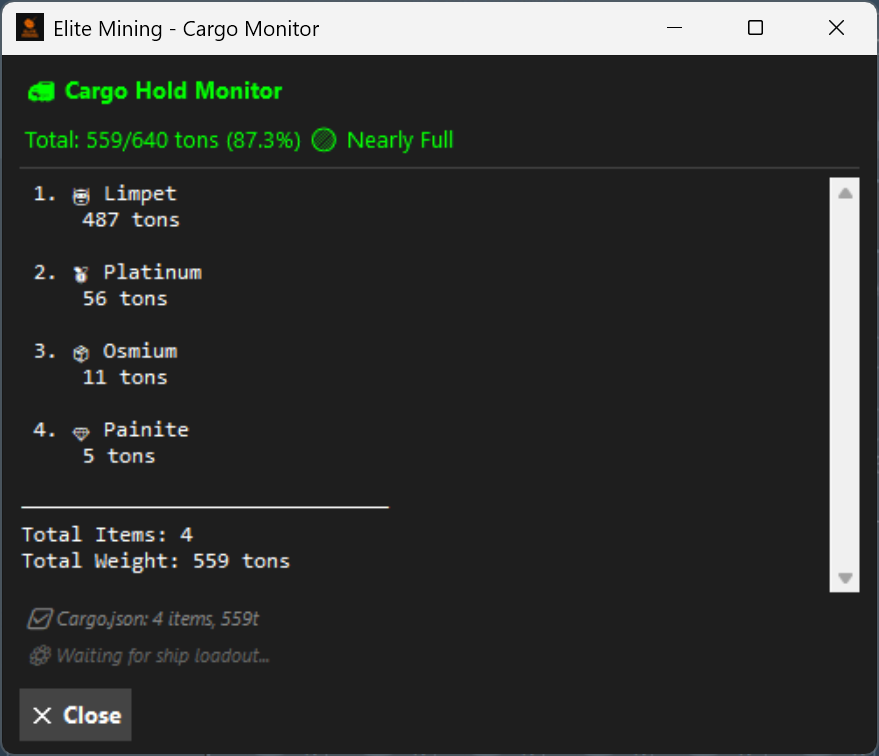 Elite Mining - Cargo Monitor
Cargo Hold Monitor
Total: 559/640 tons (87.3%) Nearly Full
1. Limpet
487 tons
2. Platinum
56 tons
3. Osmium
11 tons
4. Painite
5 tons
Total Items: 4
Total Weight: 559 tons
Cargo.json: 4 items, 559t
Waiting for ship loadout...
Close